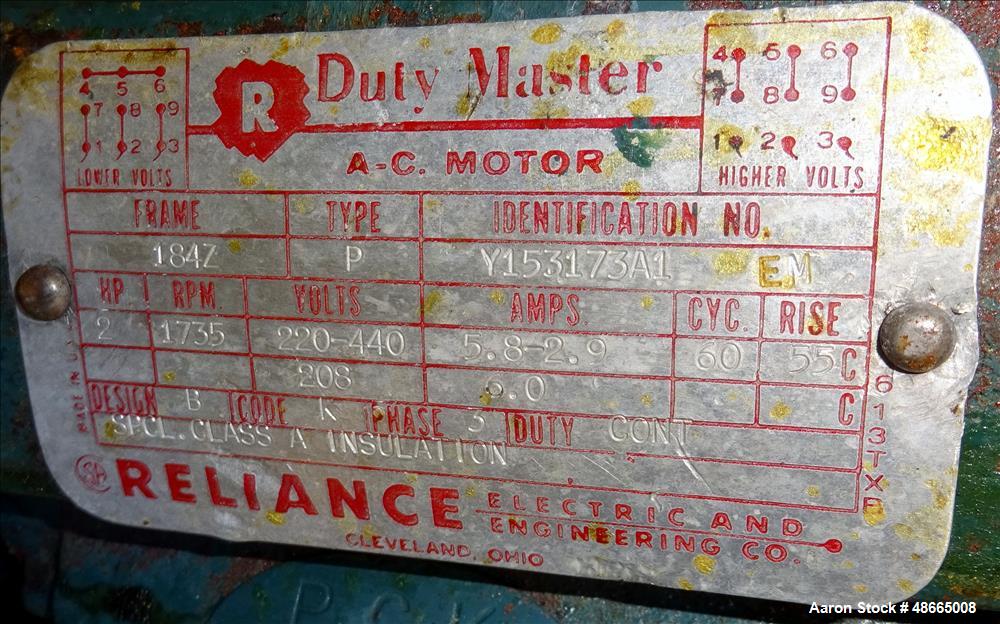 4 5 6
7 8 9
1 2 3
LOWER VOLTS
R
Duty Master
A-C. MOTOR
4 5 6
7 8 9
1 2 3
HIGHER VOLTS
FRAME TYPE IDENTIFICATION NO.
184Z P Y153173A1 EM
HP RPM VOLTS AMPS CYC. RISE
2 1735 220-440 5.8-2.9 60 55 C
208 6.0 C
DESIGN B CODE K PHASE 3 DUTY CONT
SPCL. CLASS A INSULATION
MADE IN U.S.A.
RELIANCE ELECTRIC AND
ENGINEERING CO.
CLEVELAND, OHIO
Aaron Stock # 48665008